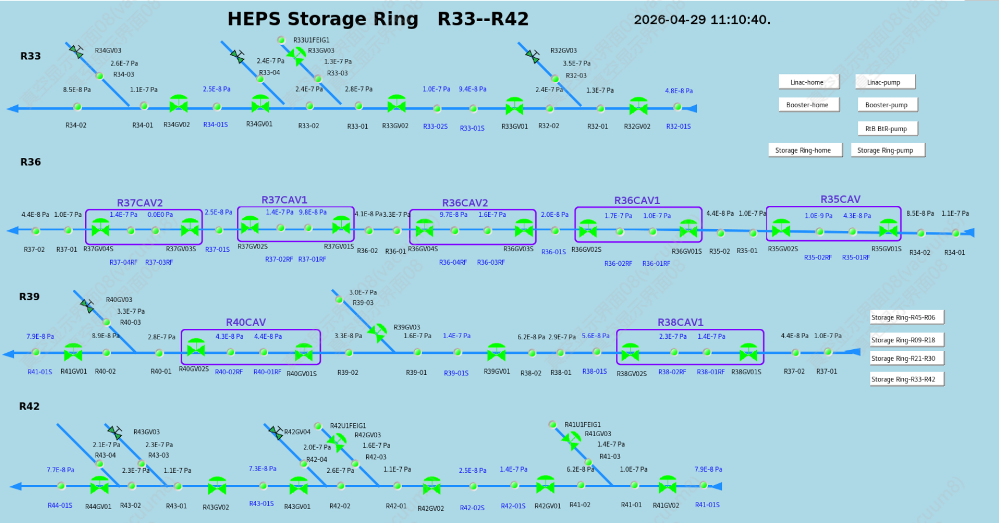 HEPS Storage Ring R33--R42
2026-04-29 11:10:40.
R33
R34GV03
2.6E-7 Pa
R34-03
2.4E-7 Pa
R33-04
R33U1FEIG1
R33GV03
1.3E-7 Pa
R33-03
R32GV03
3.5E-7 Pa
R32-03
8.5E-8 Pa 1.1E-7 Pa 2.5E-8 Pa 2.4E-7 Pa 2.8E-7 Pa 1.0E-7 Pa 9.4E-8 Pa 2.4E-7 Pa 1.3E-7 Pa 4.8E-8 Pa
R34-02 R34-01 R34GV02 R34-01S R34GV01 R33-02 R33-01 R33GV02 R33-02S R33-01S R33GV01 R32-02 R32-01 R32GV02 R32-01S
Linac-home Linac-pump
Booster-home Booster-pump
RtB BtR-pump
Storage Ring-home Storage Ring-pump
R36
R37CAV2 R37CAV1 R36CAV2 R36CAV1 R35CAV
4.4E-8 Pa 1.0E-7 Pa 1.4E-7 Pa 0.0E0 Pa 2.5E-8 Pa 1.4E-7 Pa 9.8E-8 Pa 4.1E-8 Pa 3.3E-7 Pa 9.7E-8 Pa 1.6E-7 Pa 2.0E-8 Pa 1.7E-7 Pa 1.0E-7 Pa 4.4E-8 Pa 1.0E-7 Pa 1.0E-9 Pa 4.3E-8 Pa 8.5E-8 Pa 1.1E-7 Pa
R37-02 R37-01 R37GV04S R37GV03S R37-01S R37GV02S R37GV01S R36-02 R36-01 R36GV04S R36GV03S R36-01S R36GV02S R36GV01S R35-02 R35-01 R35GV02S R35GV01S R34-02 R34-01
R37-04RF R37-03RF R37-02RF R37-01RF R36-04RF R36-03RF R36-02RF R36-01RF R35-02RF R35-01RF
R39
R40GV03
3.3E-7 Pa
R40-03
3.0E-7 Pa
R39-03
R39GV03
R40CAV R38CAV1
7.9E-8 Pa 8.9E-8 Pa 2.8E-7 Pa 4.3E-8 Pa 4.4E-8 Pa 3.3E-8 Pa 1.6E-7 Pa 1.4E-7 Pa 6.2E-8 Pa 2.9E-7 Pa 5.6E-8 Pa 2.3E-7 Pa 1.4E-7 Pa 4.4E-8 Pa 1.0E-7 Pa
R41-01S R41GV01 R40-02 R40-01 R40GV02S R40-02RF R40-01RF R40GV01S R39-02 R39-01 R39-01S R39GV01 R38-02 R38-01 R38-01S R38GV02S R38-02RF R38-01RF R38GV01S R37-02 R37-01
Storage Ring-R45-R06
Storage Ring-R09-R18
Storage Ring-R21-R30
Storage Ring-R33-R42
R42
R43GV03
2.1E-7 Pa 2.3E-7 Pa
R43-04 R43-03
R42GV04
2.0E-7 Pa
R42-04
R42U1FEIG1
R42GV03
1.6E-7 Pa
R42-03
R41U1FEIG1
R41GV03
1.4E-7 Pa
R41-03
7.7E-8 Pa 2.3E-7 Pa 1.1E-7 Pa 7.3E-8 Pa 2.6E-7 Pa 1.1E-7 Pa 2.5E-8 Pa 1.4E-7 Pa 6.2E-8 Pa 1.0E-7 Pa 7.9E-8 Pa
R44-01S R44GV01 R43-02 R43-01 R43GV02 R43-01S R43GV01 R42-02 R42-01 R42GV02 R42-02S R42-01S R42GV01 R41-02 R41-01 R41GV02 R41-01S